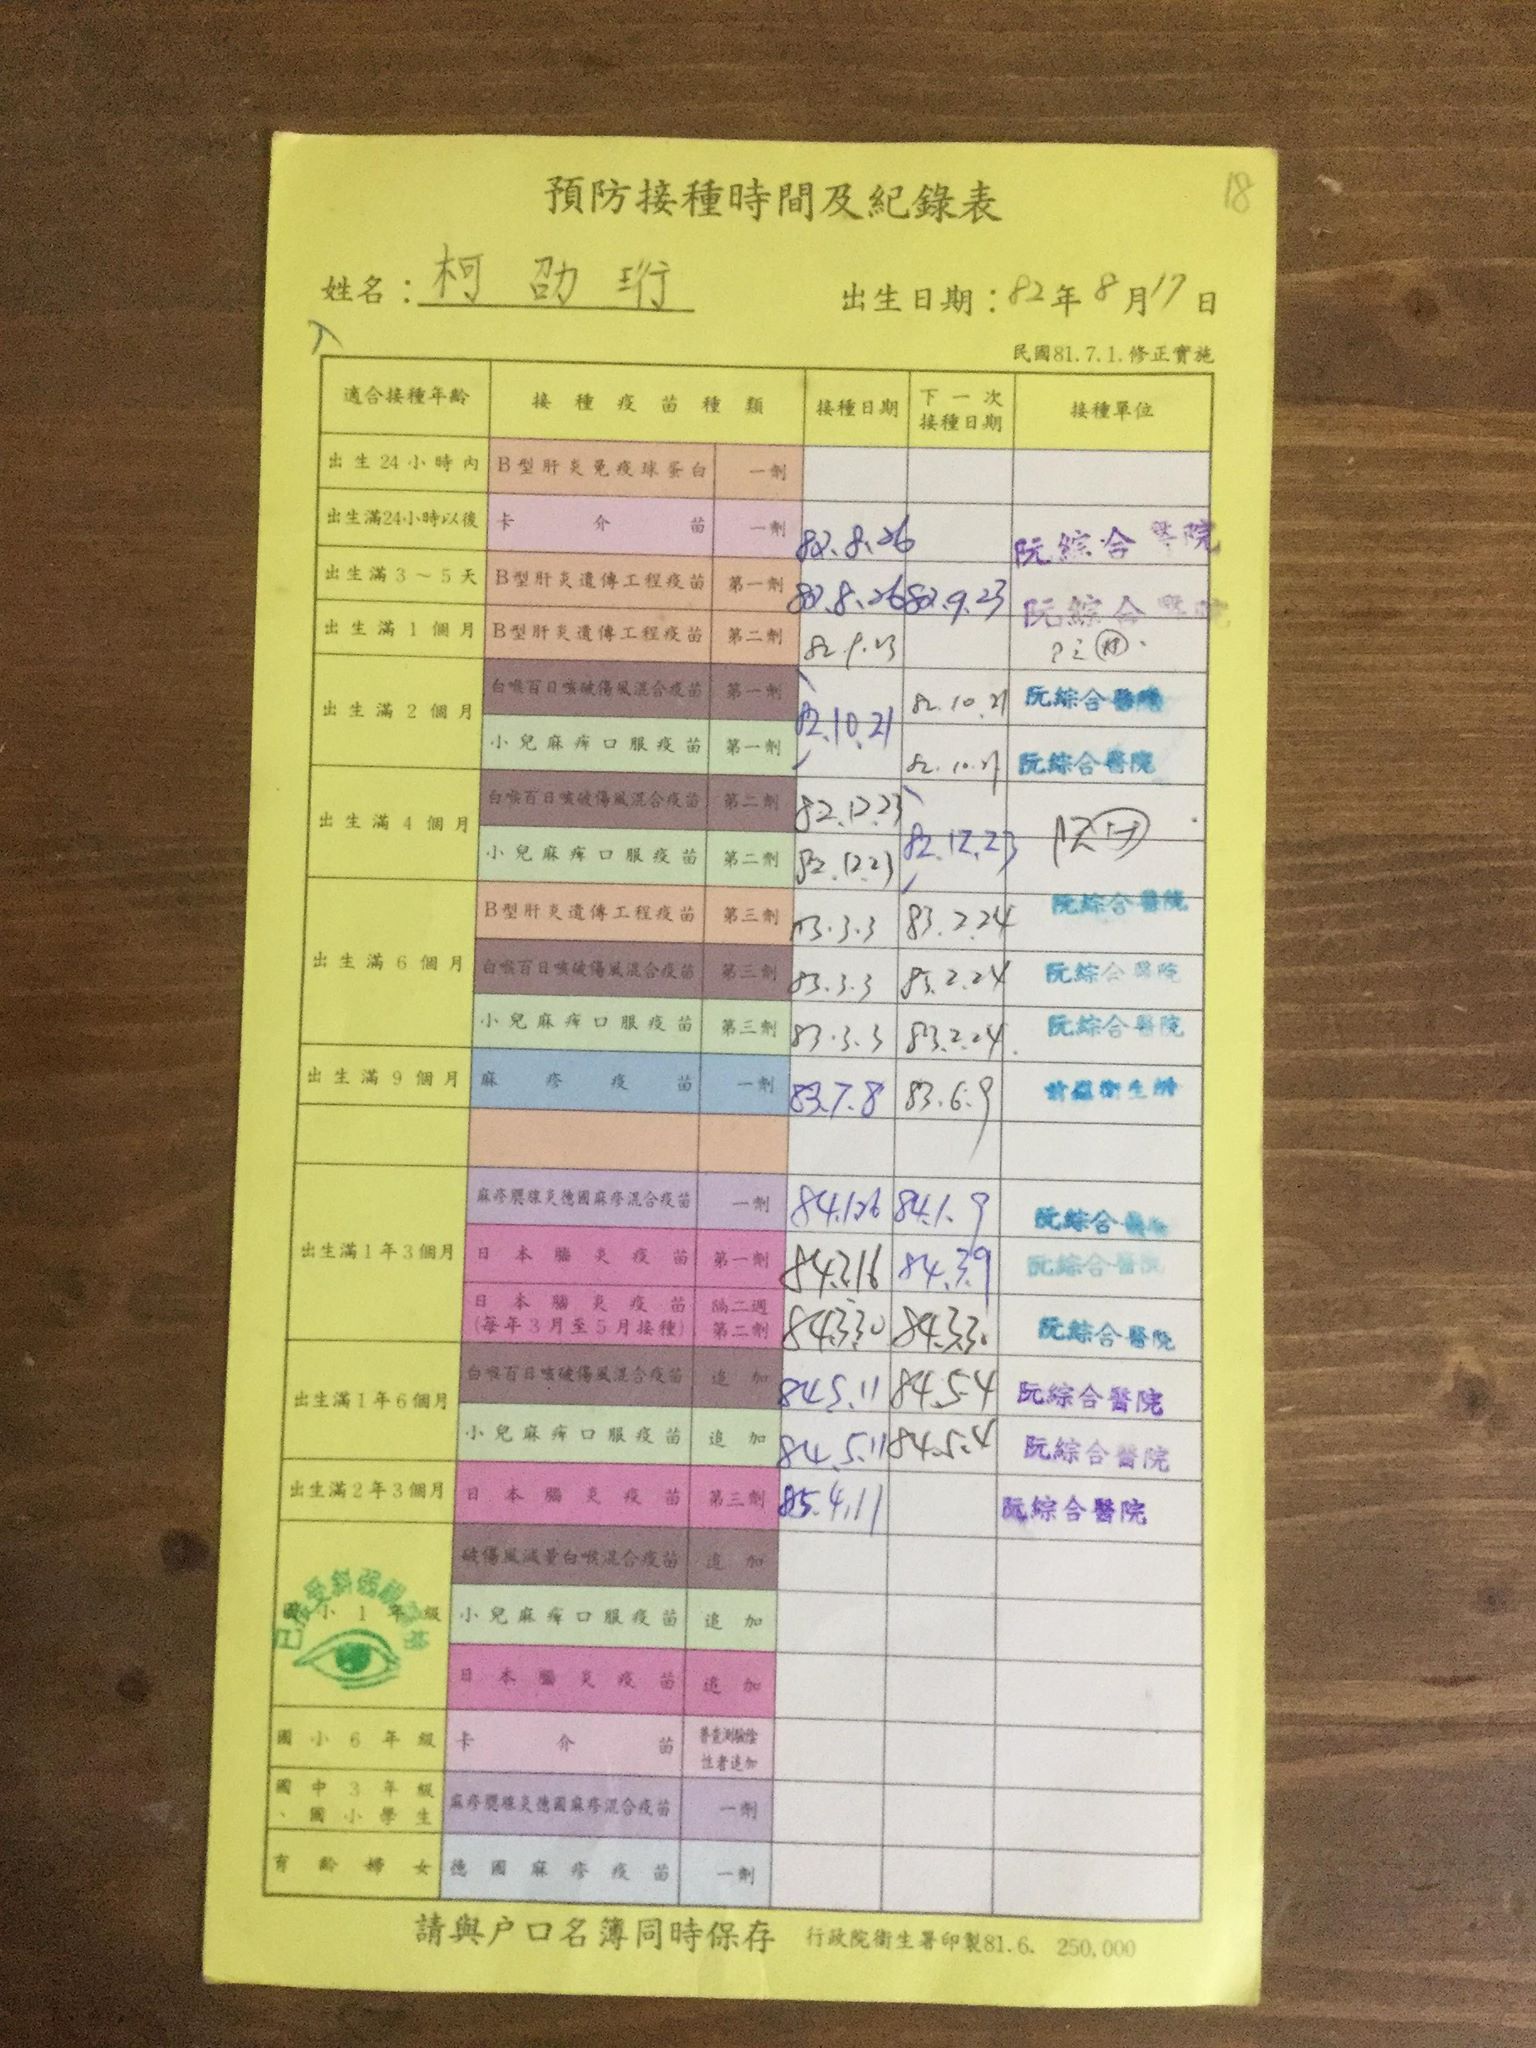 18
預防接種時間及紀錄表
姓名：柯劭珩 出生日期：82年8月17日
民國81.7.1.修正實施
適合接種年齡 接種疫苗種類 接種日期 下一次接種日期 接種單位
出生24小時內 B型肝炎免疫球蛋白 一劑
出生滿24小時以後 卡介苗 一劑 82.8.26 阮綜合醫院
出生滿3～5天 B型肝炎遺傳工程疫苗 第一劑 82.8.26 82.9.23 阮綜合醫院
出生滿1個月 B型肝炎遺傳工程疫苗 第二劑 82.9.23
出生滿2個月 白喉百日咳破傷風混合疫苗 第一劑 82.10.21 82.10.21 阮綜合醫院
小兒麻痺口服疫苗 第一劑 82.10.21 阮綜合醫院
出生滿4個月 白喉百日咳破傷風混合疫苗 第二劑 82.12.23 82.12.23
小兒麻痺口服疫苗 第二劑 82.12.23
出生滿6個月 B型肝炎遺傳工程疫苗 第三劑 83.3.3 83.2.24 阮綜合醫院
白喉百日咳破傷風混合疫苗 第三劑 83.3.3 83.2.24 阮綜合醫院
小兒麻痺口服疫苗 第三劑 83.3.3 83.2.24 阮綜合醫院
出生滿9個月 麻疹疫苗 一劑 83.7.8 83.6.9
出生滿1年3個月 麻疹腮腺炎德國麻疹混合疫苗 一劑 84.1.26 84.1.9 阮綜合醫院
日本腦炎疫苗 第一劑 84.3.16 84.3.9 阮綜合醫院
日本腦炎疫苗 隔二週
(每年3月至5月接種) 第二劑 84.3.30 84.3.30 阮綜合醫院
出生滿1年6個月 白喉百日咳破傷風混合疫苗 追加 84.5.11 84.5.4 阮綜合醫院
小兒麻痺口服疫苗 追加 84.5.11 84.5.4 阮綜合醫院
出生滿2年3個月 日本腦炎疫苗 第三劑 85.4.11 阮綜合醫院
國小1年級 破傷風減量白喉混合疫苗 追加
小兒麻痺口服疫苗 追加
日本腦炎疫苗 追加
國小6年級 卡介苗 普查測驗陰性者追加
國中3年級、國小學生 麻疹腮腺炎德國麻疹混合疫苗 一劑
育齡婦女 德國麻疹疫苗 一劑
請與戶口名簿同時保存 行政院衛生署印製81.6. 250,000